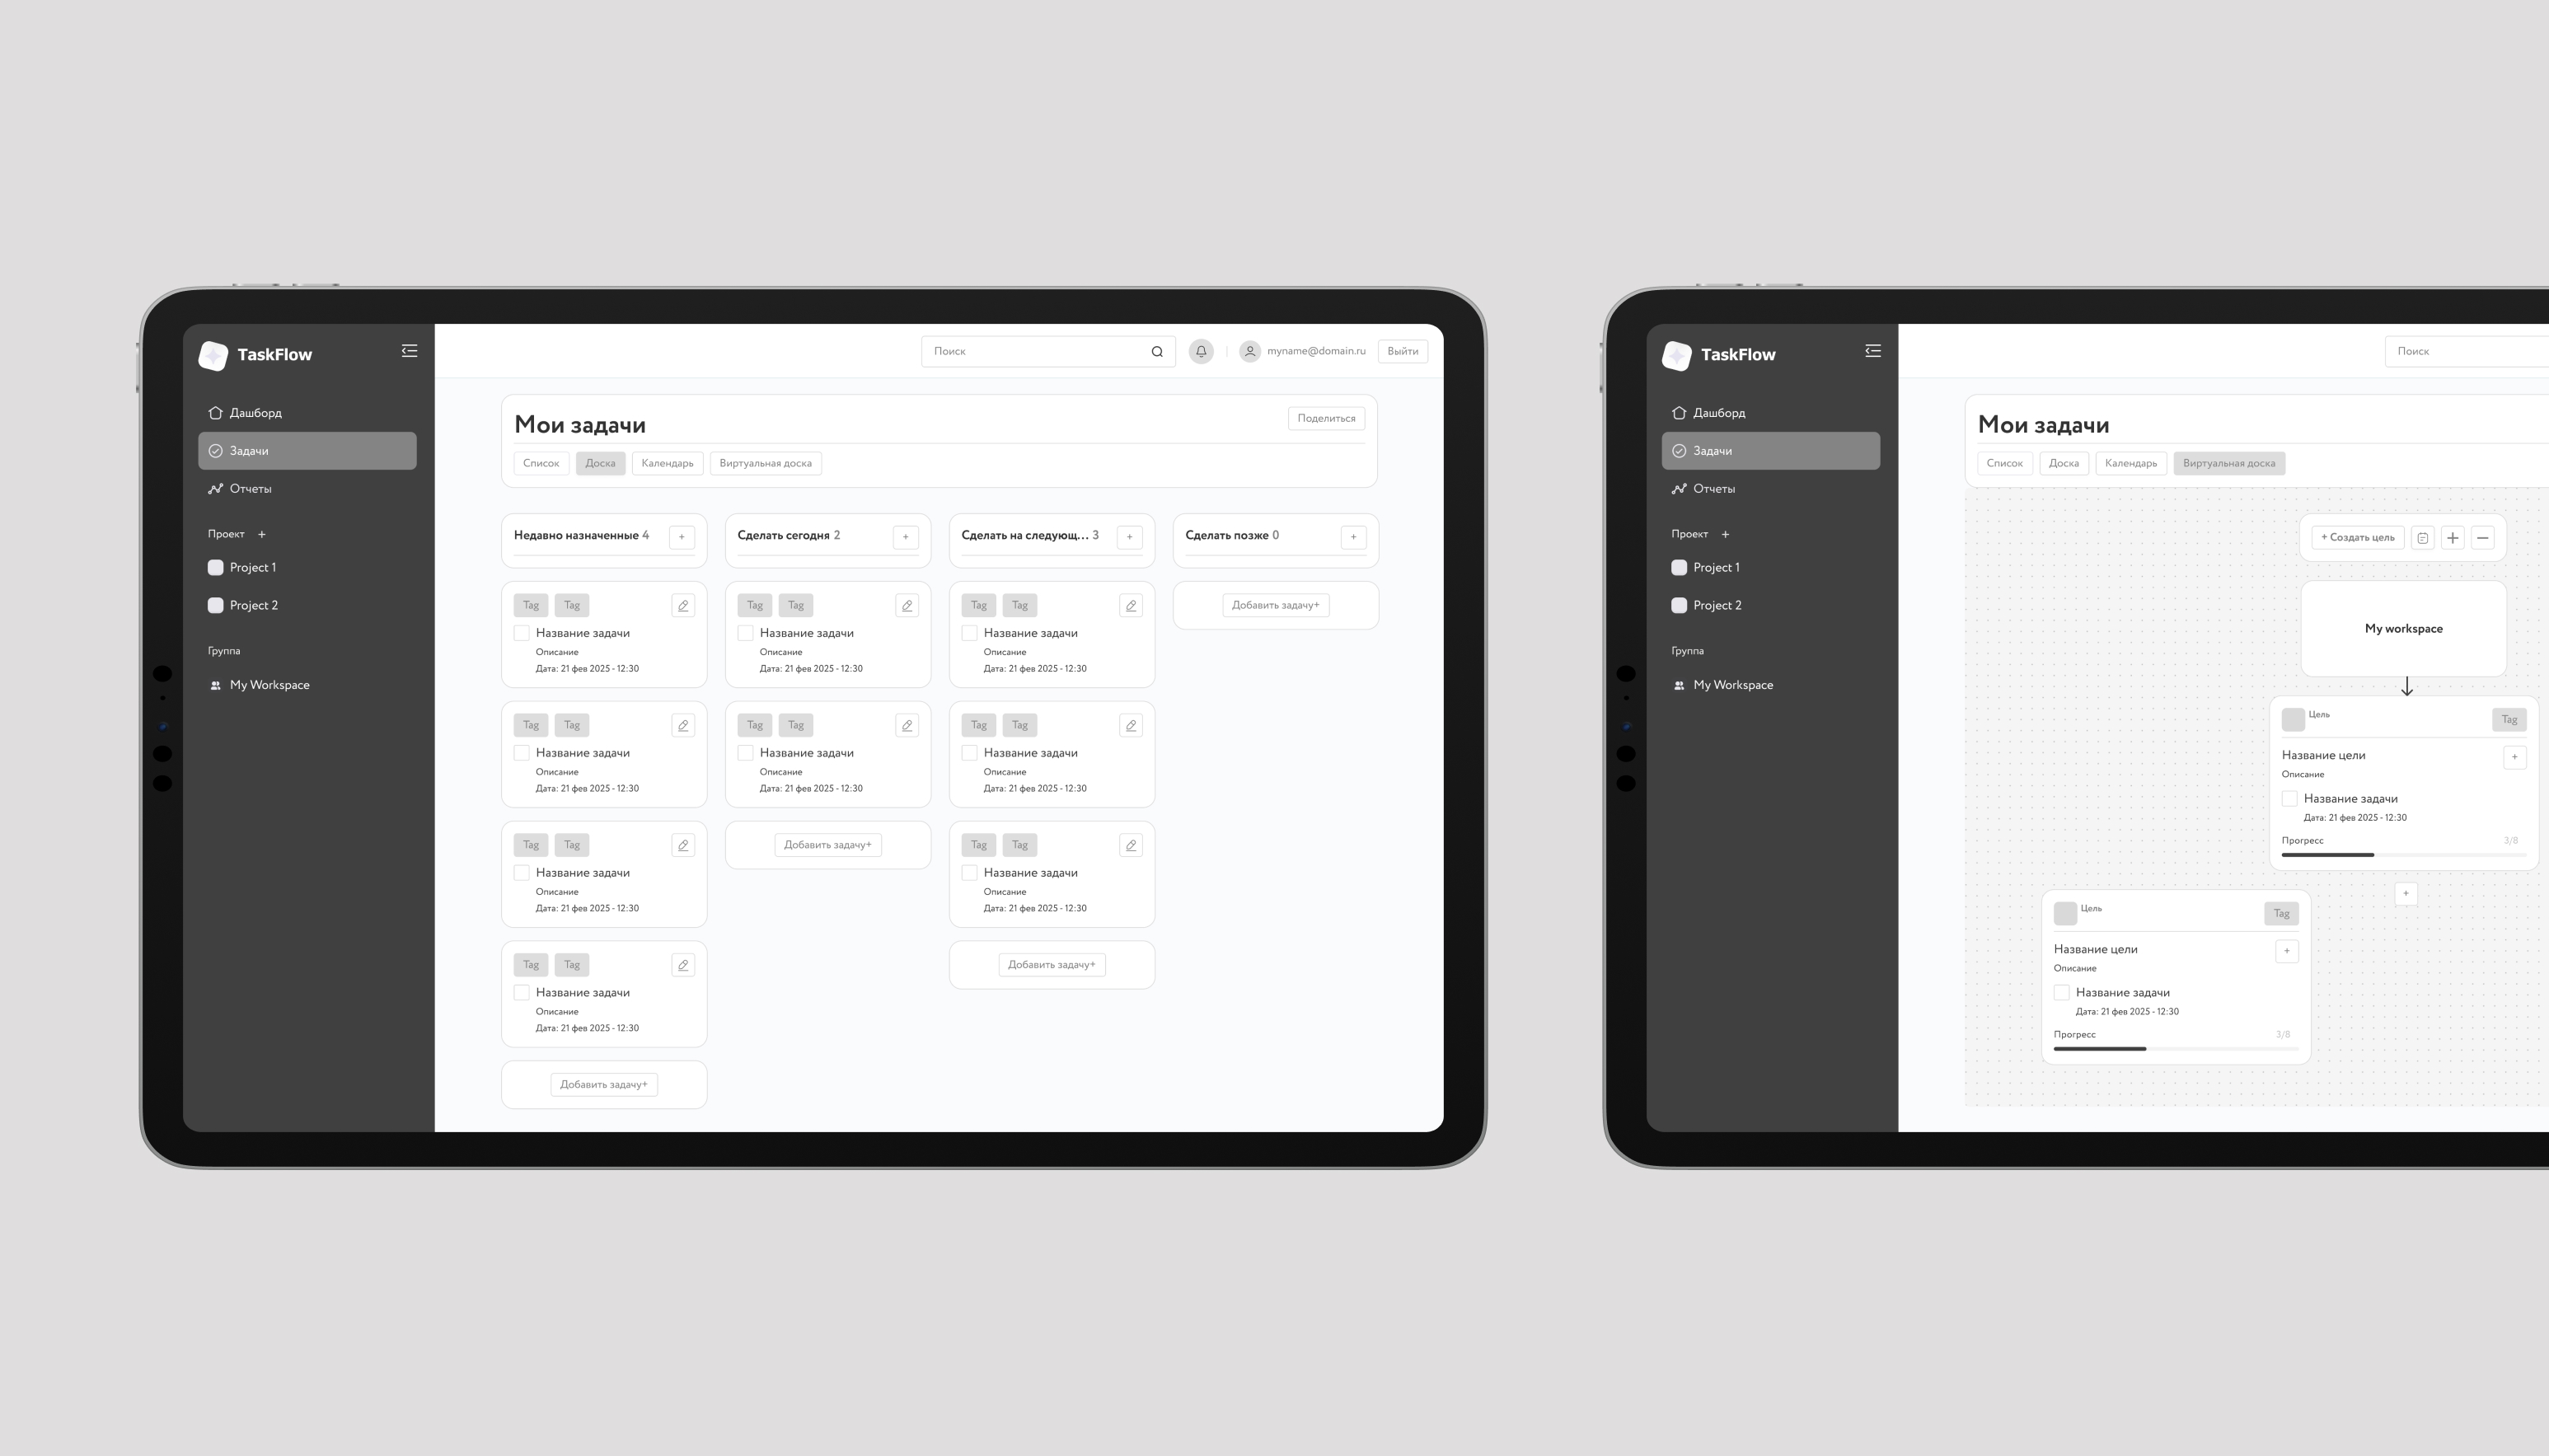 TaskFlow
Дашборд
Задачи
Отчеты
Проект +
Project 1
Project 2
Группа
My Workspace
Поиск
myname@domain.ru
Выйти
Мои задачи
Поделиться
Список Доска Календарь Виртуальная доска
Недавно назначенные 4 +
Tag Tag
Название задачи
Описание
Дата: 21 фев 2025 - 12:30
Tag Tag
Название задачи
Описание
Дата: 21 фев 2025 - 12:30
Tag Tag
Название задачи
Описание
Дата: 21 фев 2025 - 12:30
Tag Tag
Название задачи
Описание
Дата: 21 фев 2025 - 12:30
Добавить задачу+
Сделать сегодня 2 +
Tag Tag
Название задачи
Описание
Дата: 21 фев 2025 - 12:30
Tag Tag
Название задачи
Описание
Дата: 21 фев 2025 - 12:30
Добавить задачу+
Сделать на следующ... 3 +
Tag Tag
Название задачи
Описание
Дата: 21 фев 2025 - 12:30
Tag Tag
Название задачи
Описание
Дата: 21 фев 2025 - 12:30
Tag Tag
Название задачи
Описание
Дата: 21 фев 2025 - 12:30
Добавить задачу+
Сделать позже 0 +
Добавить задачу+
TaskFlow
Дашборд
Задачи
Отчеты
Проект +
Project 1
Project 2
Группа
My Workspace
Поиск
Мои задачи
Список Доска Календарь Виртуальная доска
+ Создать цель
My workspace
Цель Tag
Название цели +
Описание
Название задачи
Дата: 21 фев 2025 - 12:30
Прогресс 3/8
+
Цель Tag
Название цели +
Описание
Название задачи
Дата: 21 фев 2025 - 12:30
Прогресс 3/8